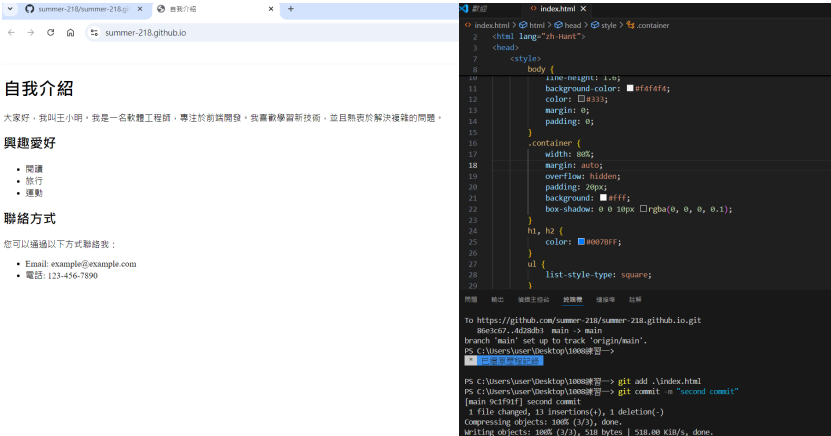 summer-218/summer-218.gi
自我介紹
summer-218.github.io
自我介紹
大家好，我叫王小明。我是一名軟體工程師，專注於前端開發。我喜歡學習新技術，並且熱衷於解決複雜的問題。
興趣愛好
閱讀
旅行
運動
聯絡方式
您可以通過以下方式聯絡我：
Email: example@example.com
電話: 123-456-7890
歡迎
index.html
index.html > html > head > style > .container
2 <html lang="zh-Hant">
3 <head>
7 <style>
8 body {
10 line-height: 1.6;
11 background-color: #f4f4f4;
12 color: #333;
13 margin: 0;
14 padding: 0;
15 }
16 .container {
17 width: 80%;
18 margin: auto;
19 overflow: hidden;
20 padding: 20px;
21 background: #fff;
22 box-shadow: 0 0 10px rgba(0, 0, 0, 0.1);
23 }
24 h1, h2 {
25 color: #007BFF;
26 }
27 ul {
28 list-style-type: square;
29 }
問題 輸出 偵錯主控台 終端機 連接埠 註解
To https://github.com/summer-218/summer-218.github.io.git
86e3c67..4d28db3 main -> main
branch 'main' set up to track 'origin/main'.
PS C:\Users\user\Desktop\1008練習一>
* 已還原歷程記錄
PS C:\Users\user\Desktop\1008練習一> git add .\index.html
PS C:\Users\user\Desktop\1008練習一> git commit -m "second commit"
[main 9c1f91f] second commit
1 file changed, 13 insertions(+), 1 deletion(-)
Compressing objects: 100% (3/3), done.
Writing objects: 100% (3/3), 518 bytes | 518.00 KiB/s, done.